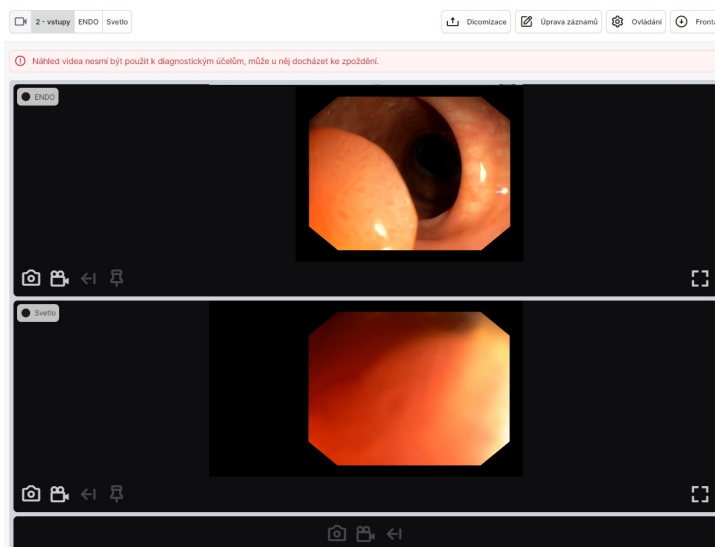 2 - vstupy ENDO Svetlo Dicomizace Úprava záznamů Ovládání
Náhled videa nesmí být použit k diagnostickým účelům, může u něj docházet ke zpoždění.
ENDO
Svetlo